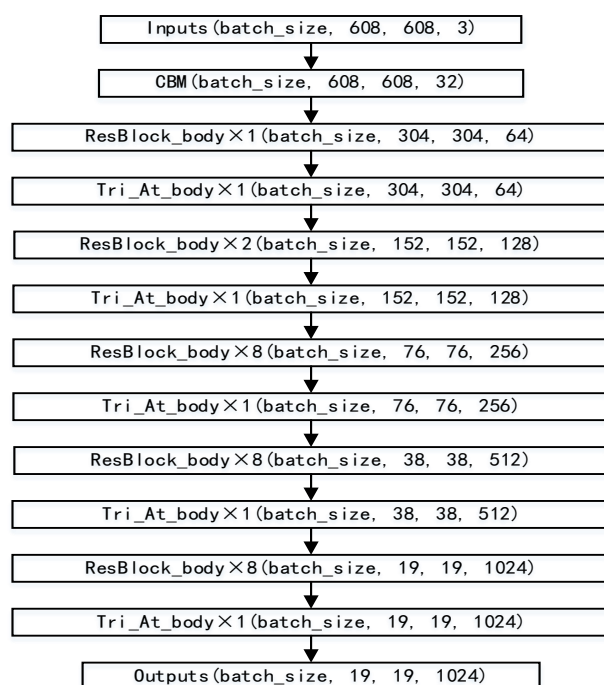 Inputs(batch_size, 608, 608, 3)
CBM(batch_size, 608, 608, 32)
ResBlock_body×1(batch_size, 304, 304, 64)
Tri_At_body×1(batch_size, 304, 304, 64)
ResBlock_body×2(batch_size, 152, 152, 128)
Tri_At_body×1(batch_size, 152, 152, 128)
ResBlock_body×8(batch_size, 76, 76, 256)
Tri_At_body×1(batch_size, 76, 76, 256)
ResBlock_body×8(batch_size, 38, 38, 512)
Tri_At_body×1(batch_size, 38, 38, 512)
ResBlock_body×8(batch_size, 19, 19, 1024)
Tri_At_body×1(batch_size, 19, 19, 1024)
Outputs(batch_size, 19, 19, 1024)